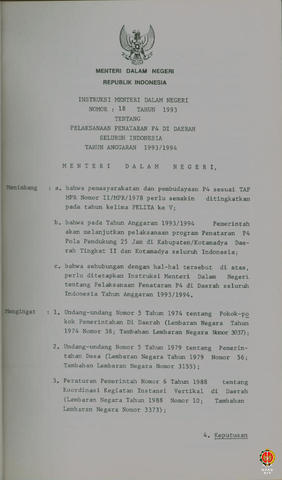 MENTERI DALAM NEGERI
REPUBLIK INDONESIA
INSTRUKSI MENTERI DALAM NEGERI
NOMOR : 18 TAHUN 1993
TENTANG
PELAKSANAAN PENATARAN P4 DI DAERAH
SELURUH INDONESIA
TAHUN ANGGARAN 1993/1994
MENTERI DALAM NEGERI,
Menimbang : a. bahwa pemasyarakatan dan pembudayaan P4 sesuai TAP
MPR Nomor II/MPR/1978 perlu semakin ditingkatkan
pada tahun kelima PELITA ke V;
b. bahwa pada Tahun Anggaran 1993/1994 Pemerintah
akan melanjutkan pelaksanaan program Penataran P4
Pola Pendukung 25 Jam di Kabupaten/Kotamadya Dae-
rah Tingkat II dan Kotamadya seluruh Indonesia;
c. bahwa sehubungan dengan hal-hal tersebut di atas,
perlu ditetapkan Instruksi Menteri Dalam Negeri
tentang Pelaksanaan Penataran P4 di Daerah seluruh
Indonesia Tahun Anggaran 1993/1994,
Mengingat : 1. Undang-undang Nomor 5 Tahun 1974 tentang Pokok-po
kok Pemerintahan Di Daerah (Lembaran Negara Tahun
1974 Nomor 38; Tambahan Lembaran Negara Nomor 3037);
2. Undang-undang Nomor 5 Tahun 1979 tentang Pemerin-
tahan Desa (Lembaran Negara Tahun 1979 Nomor 56;
Tambahan Lembaran Negara Nomor 3153);
3. Peraturan Pemerintah Nomor 6 Tahun 1988 tentang
Koordinasi Kegiatan Instansi Vertikal di Daerah
(Lembaran Negara Tahun 1988 Nomor 10; Tambahan
Lembaran Negara Nomor 3373);
4. Keputusan